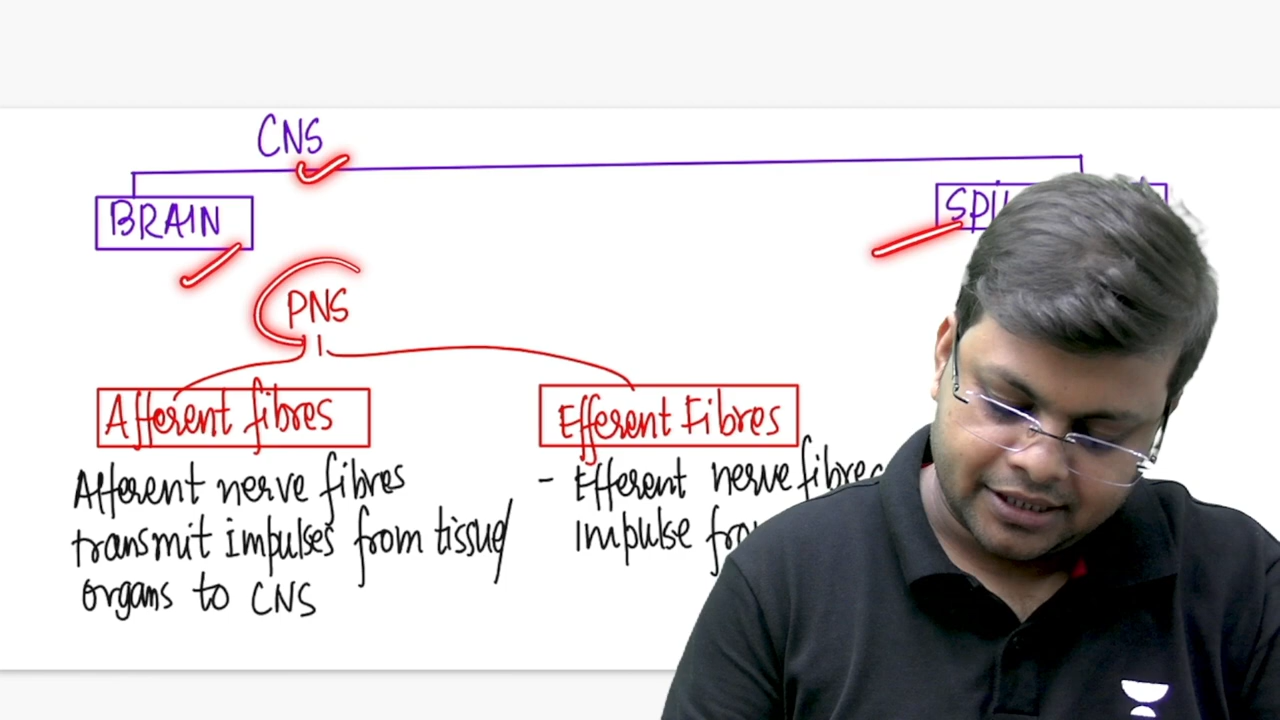 CNS
BRAIN
PNS
Afferent fibres
Efferent Fibres
Afferent nerve fibres
transmit impulses from tissue/
organs to CNS
- Efferent nerve
Impulse